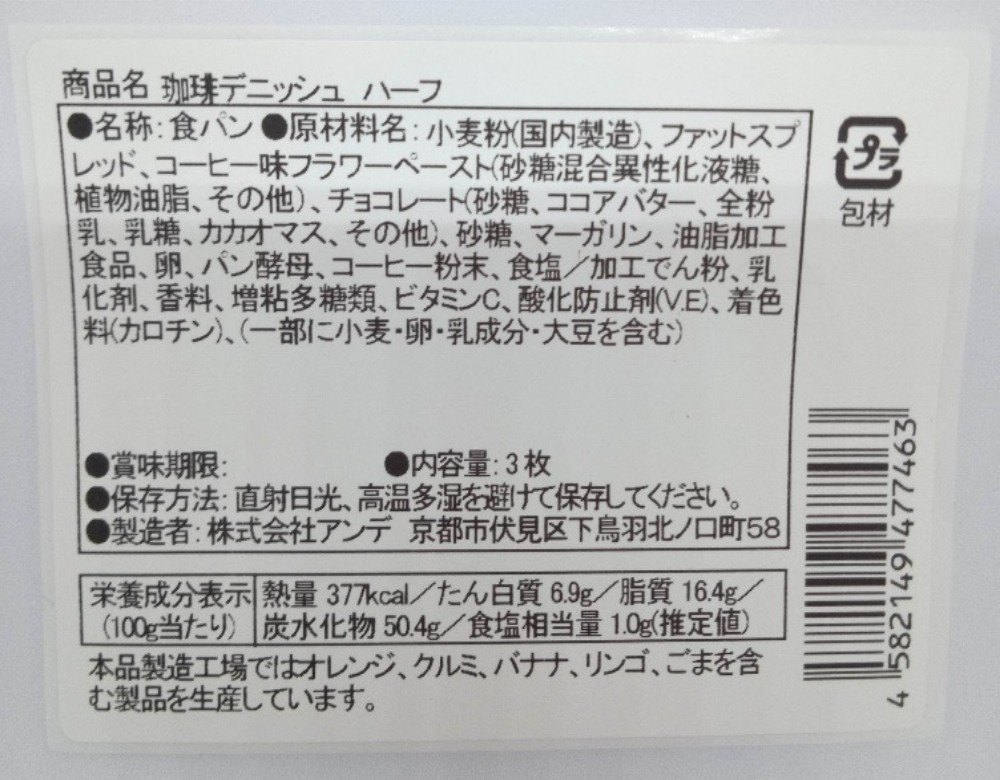 商品名 珈琲デニッシュ ハーフ
●名称:食パン ●原材料名:小麦粉(国内製造)、ファットスプ
レッド、コーヒー味フラワーペースト(砂糖混合異性化液糖、
植物油脂、その他)、チョコレート(砂糖、ココアバター、全粉
乳、乳糖、カカオマス、その他)、砂糖、マーガリン、油脂加工
食品、卵、パン酵母、コーヒー粉末、食塩/加工でん粉、乳
化剤、香料、増粘多糖類、ビタミンC、酸化防止剤(V.E)、着色
料(カロチン)、(一部に小麦・卵・乳成分・大豆を含む)
●賞味期限: ●内容量:3枚
●保存方法:直射日光、高温多湿を避けて保存してください。
●製造者:株式会社アンデ 京都市伏見区下鳥羽北ノ口町58
栄養成分表示
(100g当たり)
熱量 377kcal/たん白質 6.9g/脂質 16.4g/
炭水化物 50.4g/食塩相当量 1.0g(推定値)
本品製造工場ではオレンジ、クルミ、バナナ、リンゴ、ごまを含
む製品を生産しています。
プラ
包材
4 582149 477463